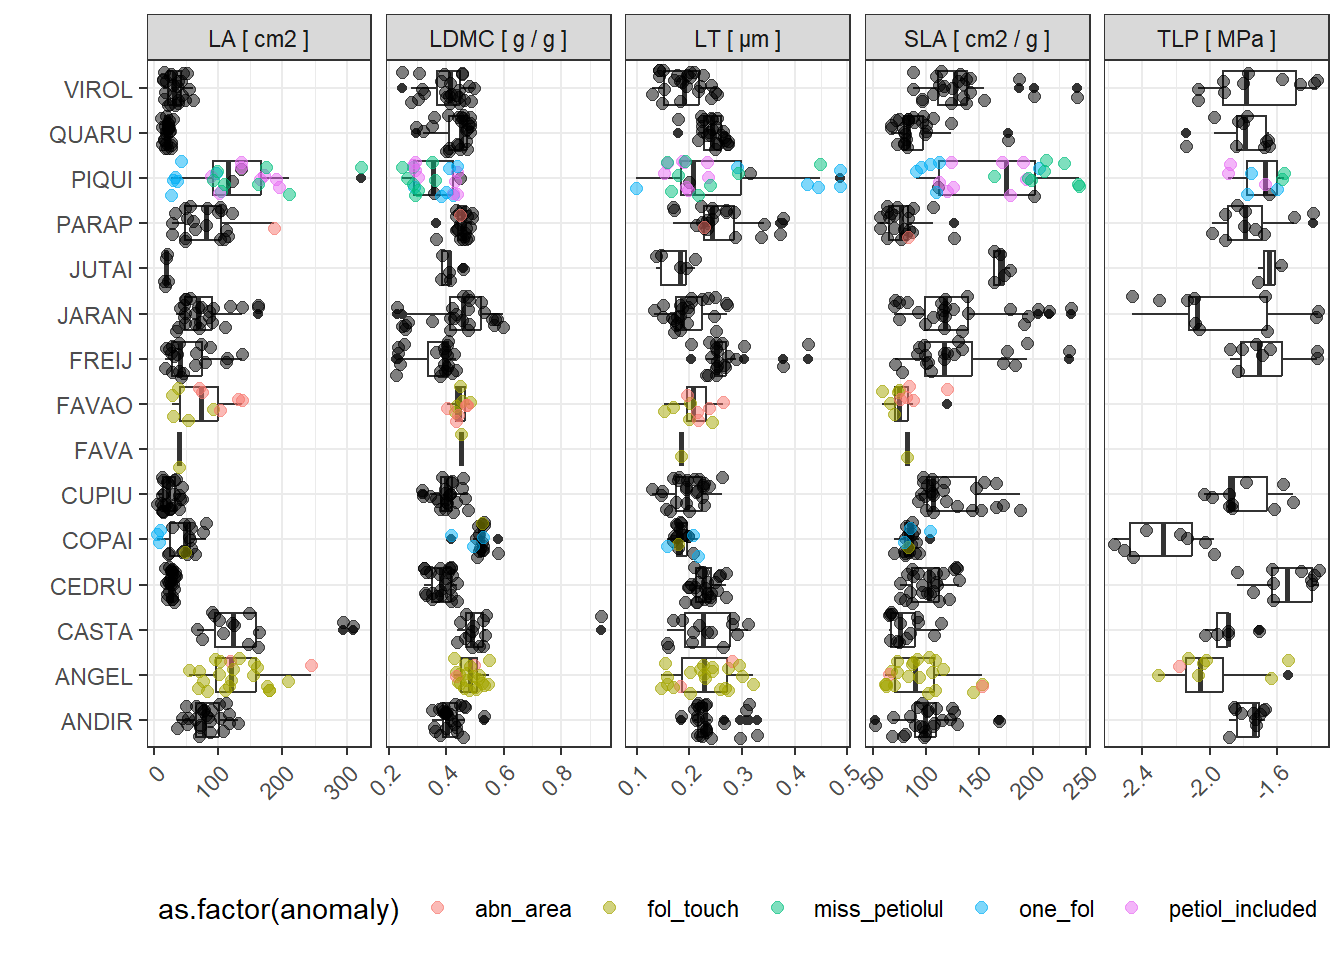 LA [ cm2 ] LDMC [ g / g ] LT [ µm ] SLA [ cm2 / g ] TLP [ MPa ]
VIROL
QUARU
PIQUI
PARAP
JUTAI
JARAN
FREIJ
FAVAO
FAVA
CUPIU
COPAI
CEDRU
CASTA
ANGEL
ANDIR
0 100 200 300 0.2 0.4 0.6 0.8 0.1 0.2 0.3 0.4 0.5 50 100 150 200 250 -2.4 -2.0 -1.6
as.factor(anomaly) abn_area fol_touch miss_petiolul one_fol petiol_included